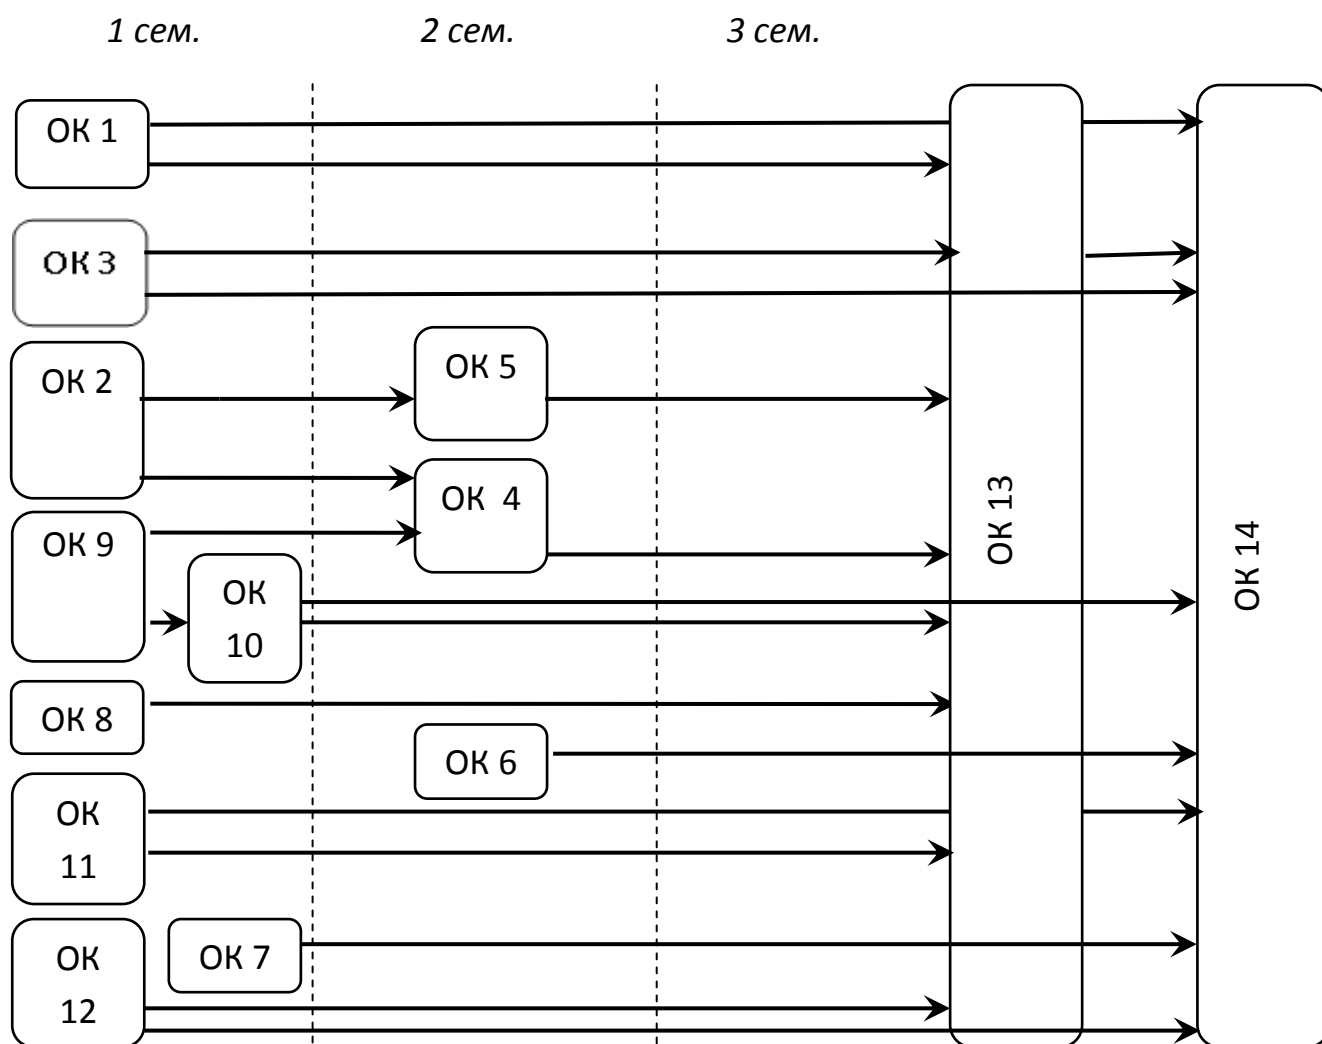 1 сем.
2 сем.
3 сем.
ОК 1
ОК 3
ОК 2
ОК 5
ОК 4
ОК 9
ОК
10
ОК 8
ОК 6
ОК
11
ОК 7
ОК
12
ОК 13
ОК 14